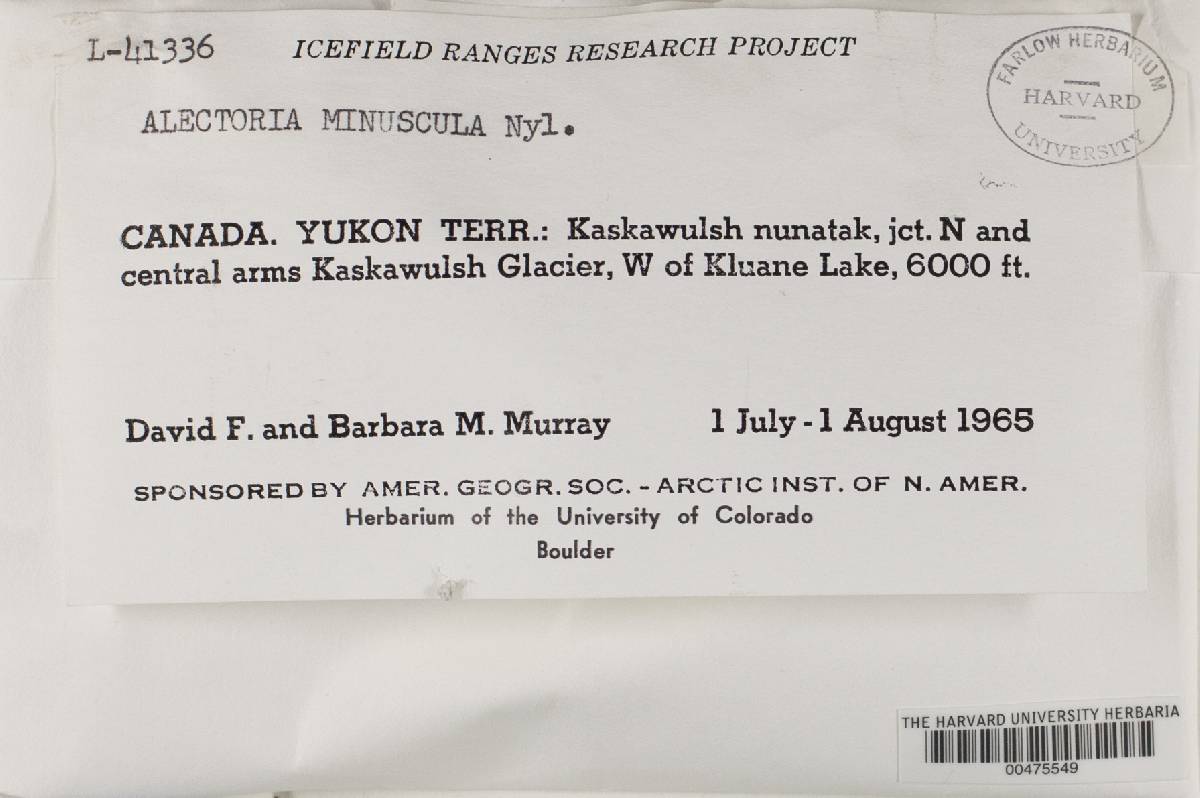 L-41336 ICEFIELD RANGES RESEARCH PROJECT
FARLOW HERBARIUM
HARVARD
UNIVERSITY
ALECTORIA MINUSCULA Nyl.
CANADA. YUKON TERR.: Kaskawulsh nunatak, jct. N and
central arms Kaskawulsh Glacier, W of Kluane Lake, 6000 ft.
David F. and Barbara M. Murray 1 July - 1 August 1965
SPONSORED BY AMER. GEOGR. SOC. - ARCTIC INST. OF N. AMER.
Herbarium of the University of Colorado
Boulder
THE HARVARD UNIVERSITY HERBARIA
00475549